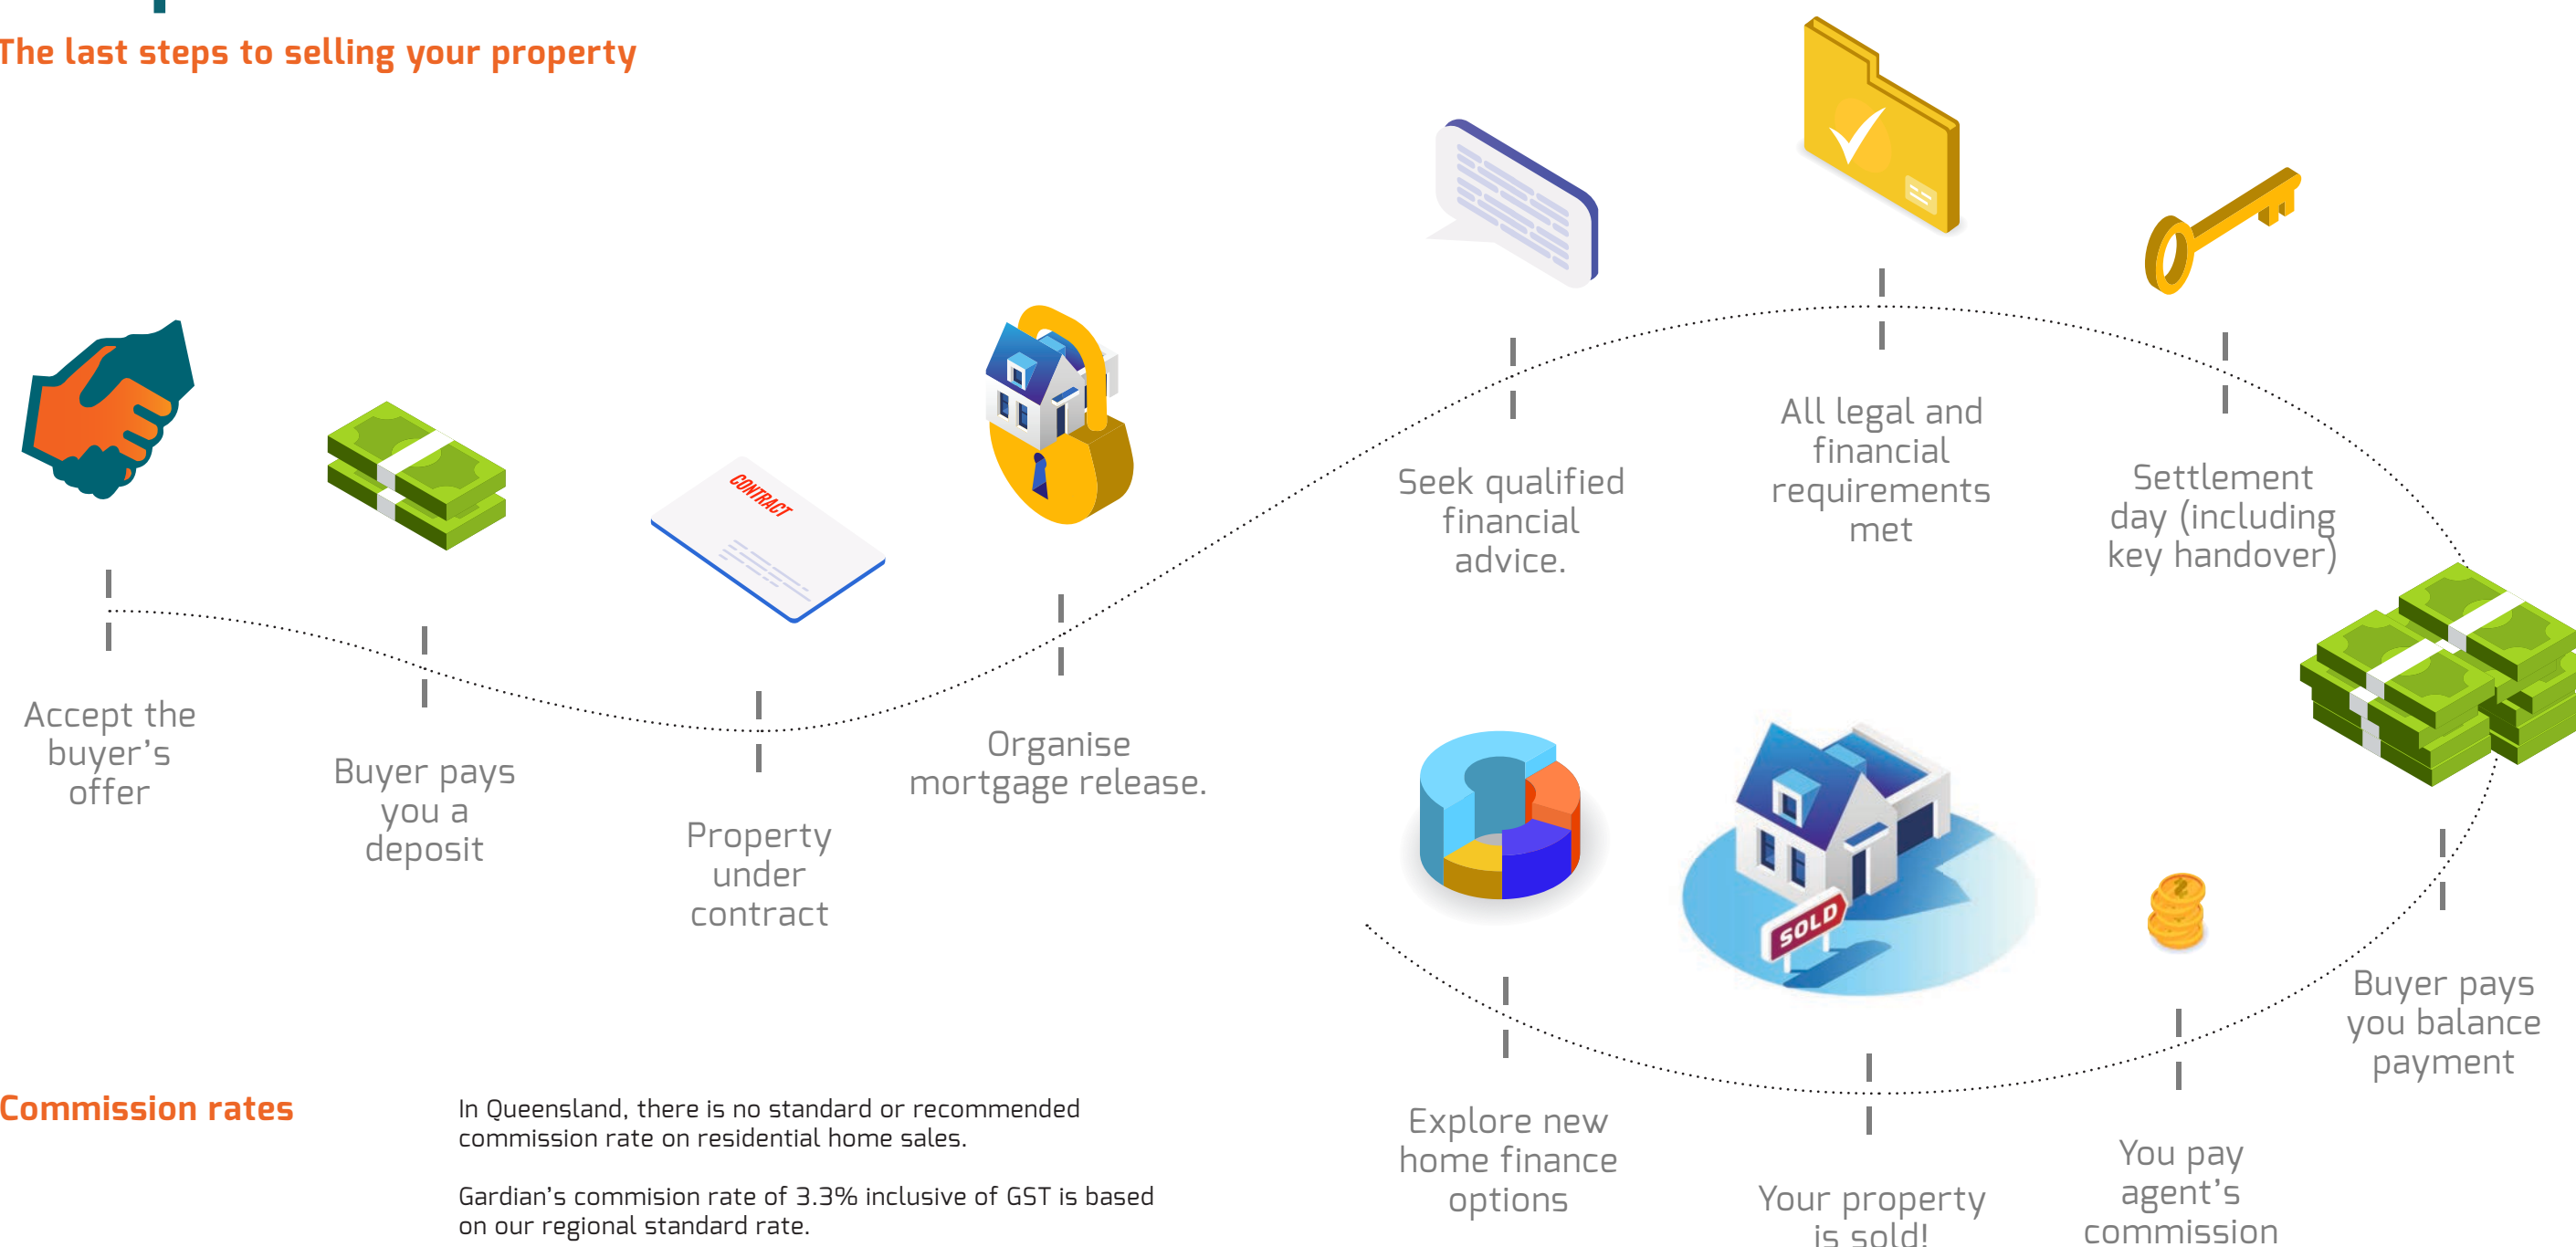 The last steps to selling your property
Accept the
buyer's
offer
Buyer pays
you a
deposit
CONTRACT
Property
under
contract
Organise
mortgage release.
Seek qualified
financial
advice.
All legal and
financial
requirements
met
Settlement
day (including
key handover)
Buyer pays
you balance
payment
You pay
agent's
commission
SOLD
Your property
is sold!
Explore new
home finance
options
Commission rates
In Queensland, there is no standard or recommended
commission rate on residential home sales.
Gardian's commision rate of 3.3% inclusive of GST is based
on our regional standard rate.